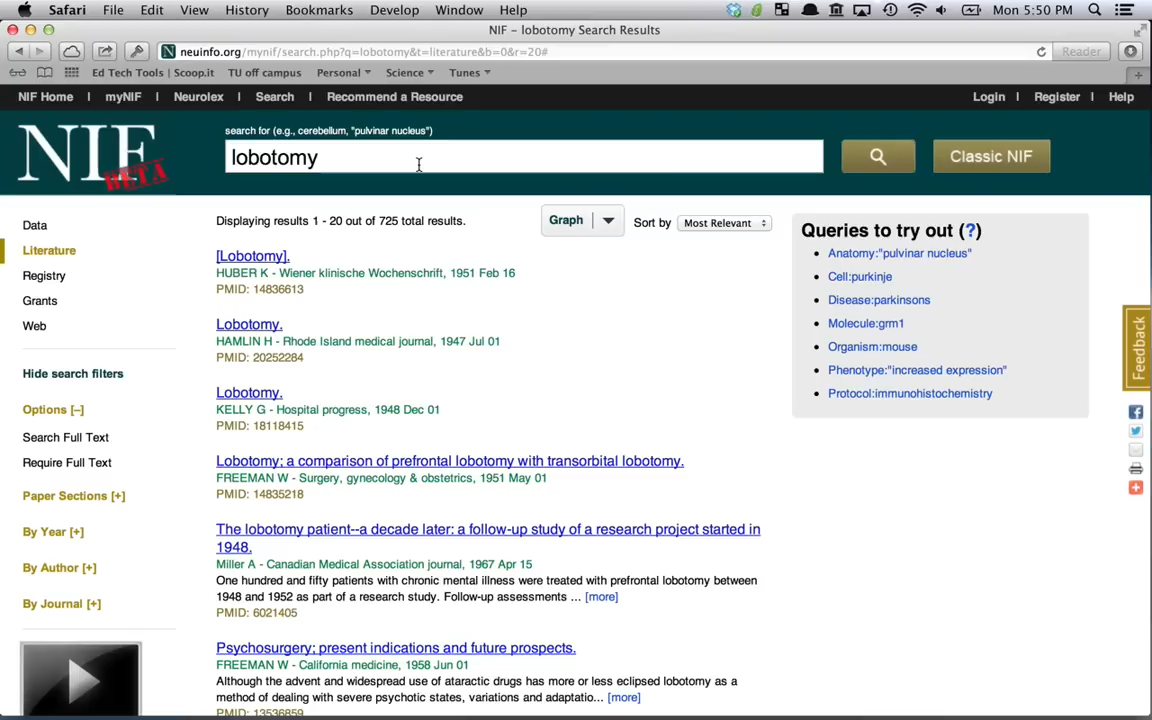 Safari File Edit View History Bookmarks Develop Window Help Mon 5:50 PM
NIF – lobotomy Search Results
neuinfo.org/mynif/search.php?q=lobotomy&t=literature&b=0&r=20# Reader
Ed Tech Tools | Scoop.it TU off campus Personal Science Tunes
NIF Home | myNIF | Neurolex | Search | Recommend a Resource Login | Register | Help
search for (e.g., cerebellum, "pulvinar nucleus")
NIF BETA
lobotomy
Classic NIF
Data
Literature
Registry
Grants
Web
Hide search filters
Options [–]
Search Full Text
Require Full Text
Paper Sections [+]
By Year [+]
By Author [+]
By Journal [+]
Displaying results 1 - 20 out of 725 total results.
Graph
Sort by Most Relevant
[Lobotomy].
HUBER K - Wiener klinische Wochenschrift, 1951 Feb 16
PMID: 14836613
Lobotomy.
HAMLIN H - Rhode Island medical journal, 1947 Jul 01
PMID: 20252284
Lobotomy.
KELLY G - Hospital progress, 1948 Dec 01
PMID: 18118415
Lobotomy; a comparison of prefrontal lobotomy with transorbital lobotomy.
FREEMAN W - Surgery, gynecology & obstetrics, 1951 May 01
PMID: 14835218
The lobotomy patient--a decade later: a follow-up study of a research project started in
1948.
Miller A - Canadian Medical Association journal, 1967 Apr 15
One hundred and fifty patients with chronic mental illness were treated with prefrontal lobotomy between
1948 and 1952 as part of a research study. Follow-up assessments ... [more]
PMID: 6021405
Psychosurgery; present indications and future prospects.
FREEMAN W - California medicine, 1958 Jun 01
Although the advent and widespread use of ataractic drugs has more or less eclipsed lobotomy as a
method of dealing with severe psychotic states, variations and adaptatio... [more]
PMID: 13536859
Queries to try out (?)
Anatomy:"pulvinar nucleus"
Cell:purkinje
Disease:parkinsons
Molecule:grm1
Organism:mouse
Phenotype:"increased expression"
Protocol:immunohistochemistry
Feedback